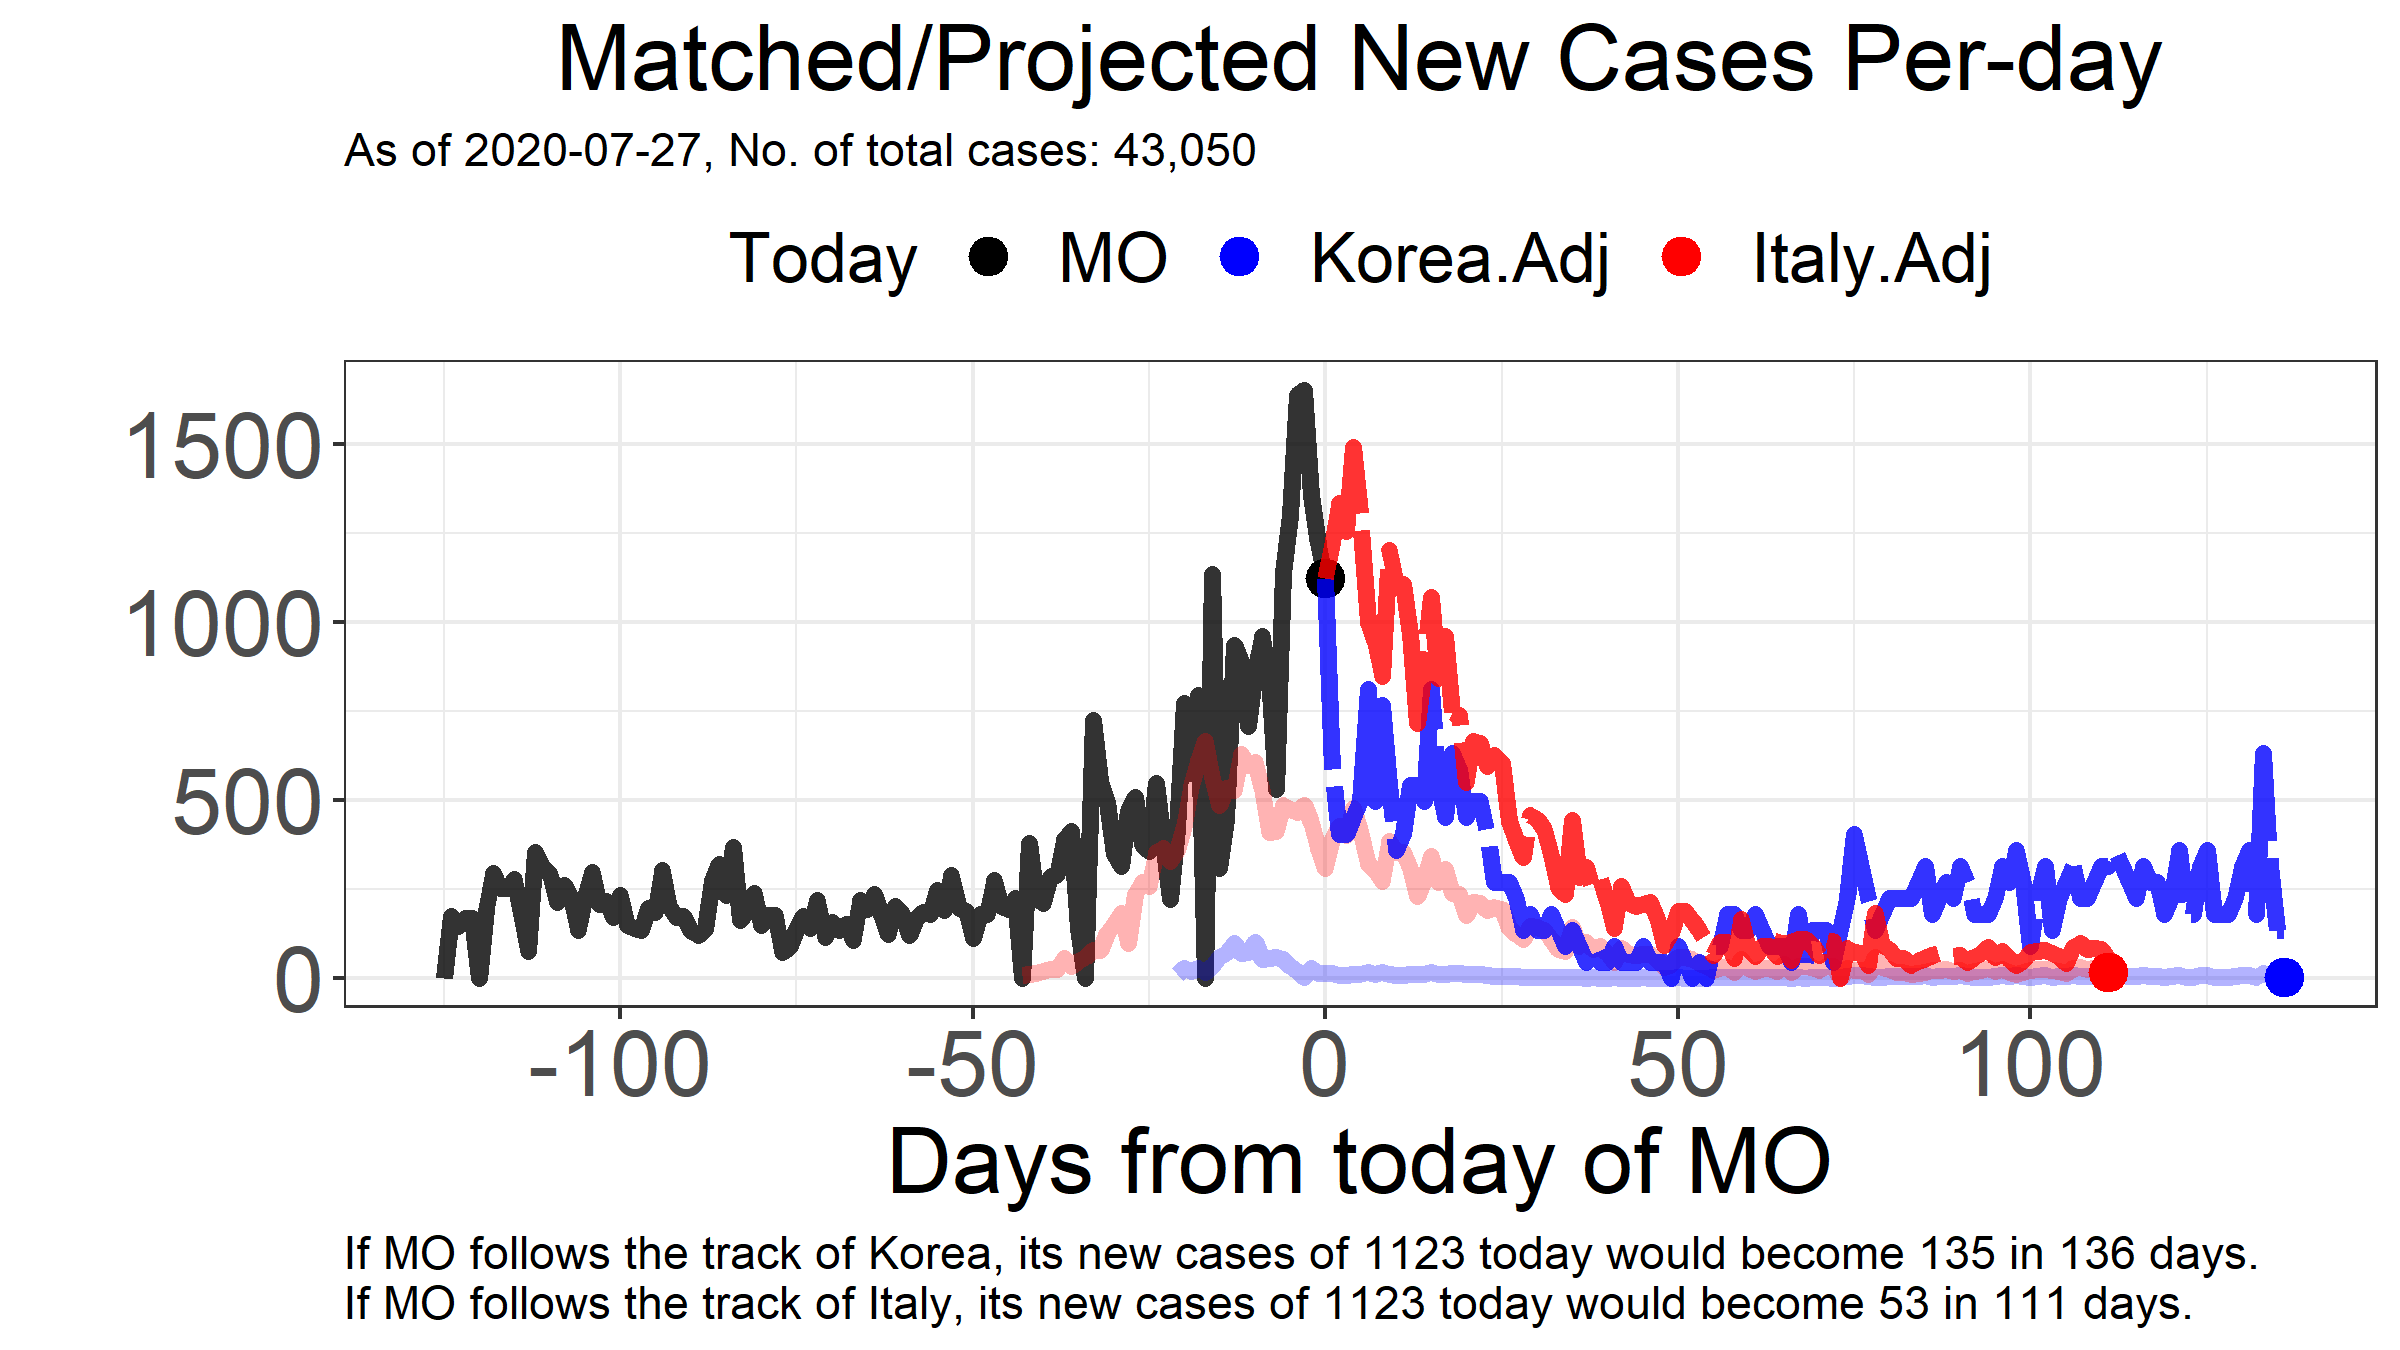 Matched/Projected New Cases Per-day
As of 2020-07-27, No. of total cases: 43,050
Today MO Korea.Adj Italy.Adj
1500
1000
500
0
-100 -50 0 50 100
Days from today of MO
If MO follows the track of Korea, its new cases of 1123 today would become 135 in 136 days.
If MO follows the track of Italy, its new cases of 1123 today would become 53 in 111 days.